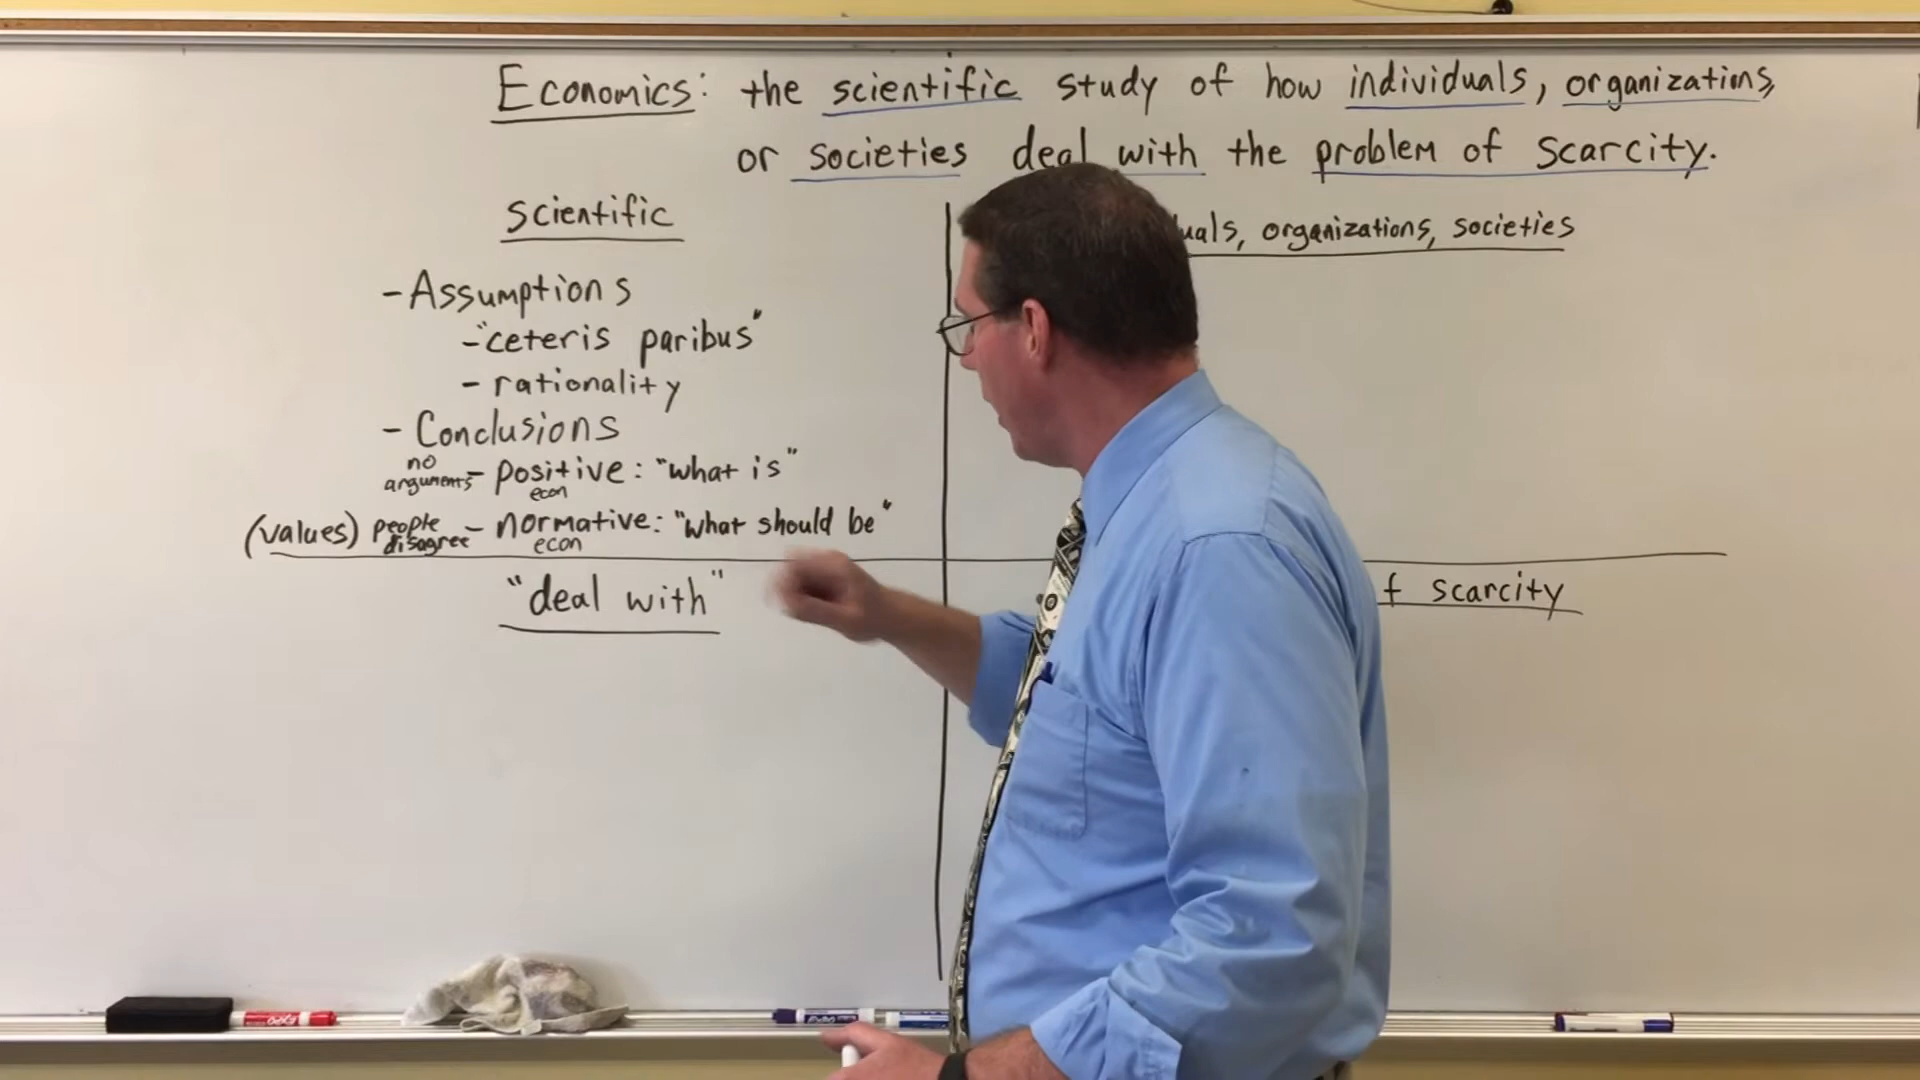 Economics: the scientific study of how individuals, organizations,
or societies deal with the problem of scarcity.
scientific
- Assumptions
- "ceteris paribus"
- rationality
- Conclusions
no arguments - positive econ: "what is"
(values) people disagree - normative econ: "what should be"
"deal with"
uals, organizations, societies
f scarcity
EXPO